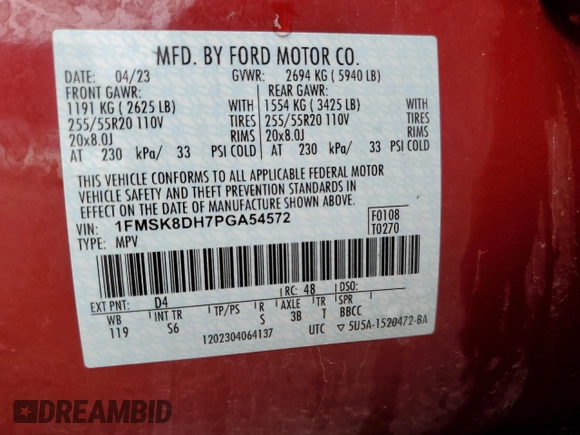 MFD. BY FORD MOTOR CO.
DATE: 04/23 GVWR: 2694 KG ( 5940 LB)
FRONT GAWR: REAR GAWR:
1191 KG ( 2625 LB) WITH 1554 KG ( 3425 LB) WITH
255/55R20 110V TIRES 255/55R20 110V TIRES
20x8.0J RIMS 20x8.0J RIMS
AT 230 kPa/ 33 PSI COLD AT 230 kPa/ 33 PSI COLD
THIS VEHICLE CONFORMS TO ALL APPLICABLE FEDERAL MOTOR
VEHICLE SAFETY AND THEFT PREVENTION STANDARDS IN
EFFECT ON THE DATE OF MANUFACTURE SHOWN ABOVE.
VIN: 1FMSK8DH7PGA54572 F0108
TYPE: MPV T0270
EXT PNT: D4 RC: 48 DSO:
WB INT TR TP/PS R AXLE TR SPR
119 S6 S 3B T BBCC
1202304064137 UTC ▽ 5U5A-1520472-BA
DREAMBID